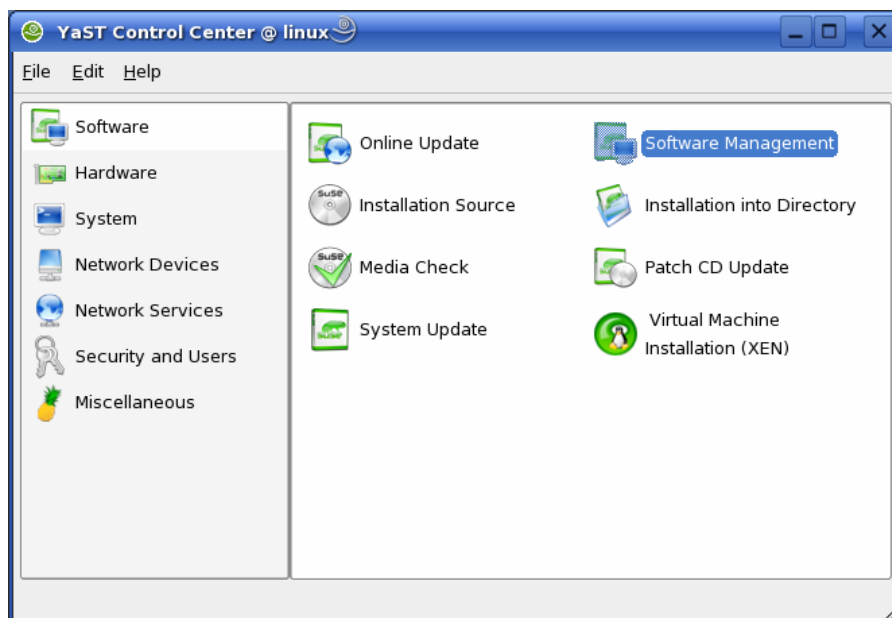 YaST Control Center @ linux
File Edit Help
Software
Hardware
System
Network Devices
Network Services
Security and Users
Miscellaneous
Online Update
Software Management
SUSE
Installation Source
Installation into Directory
SUSE
Media Check
Patch CD Update
System Update
Virtual Machine
Installation (XEN)